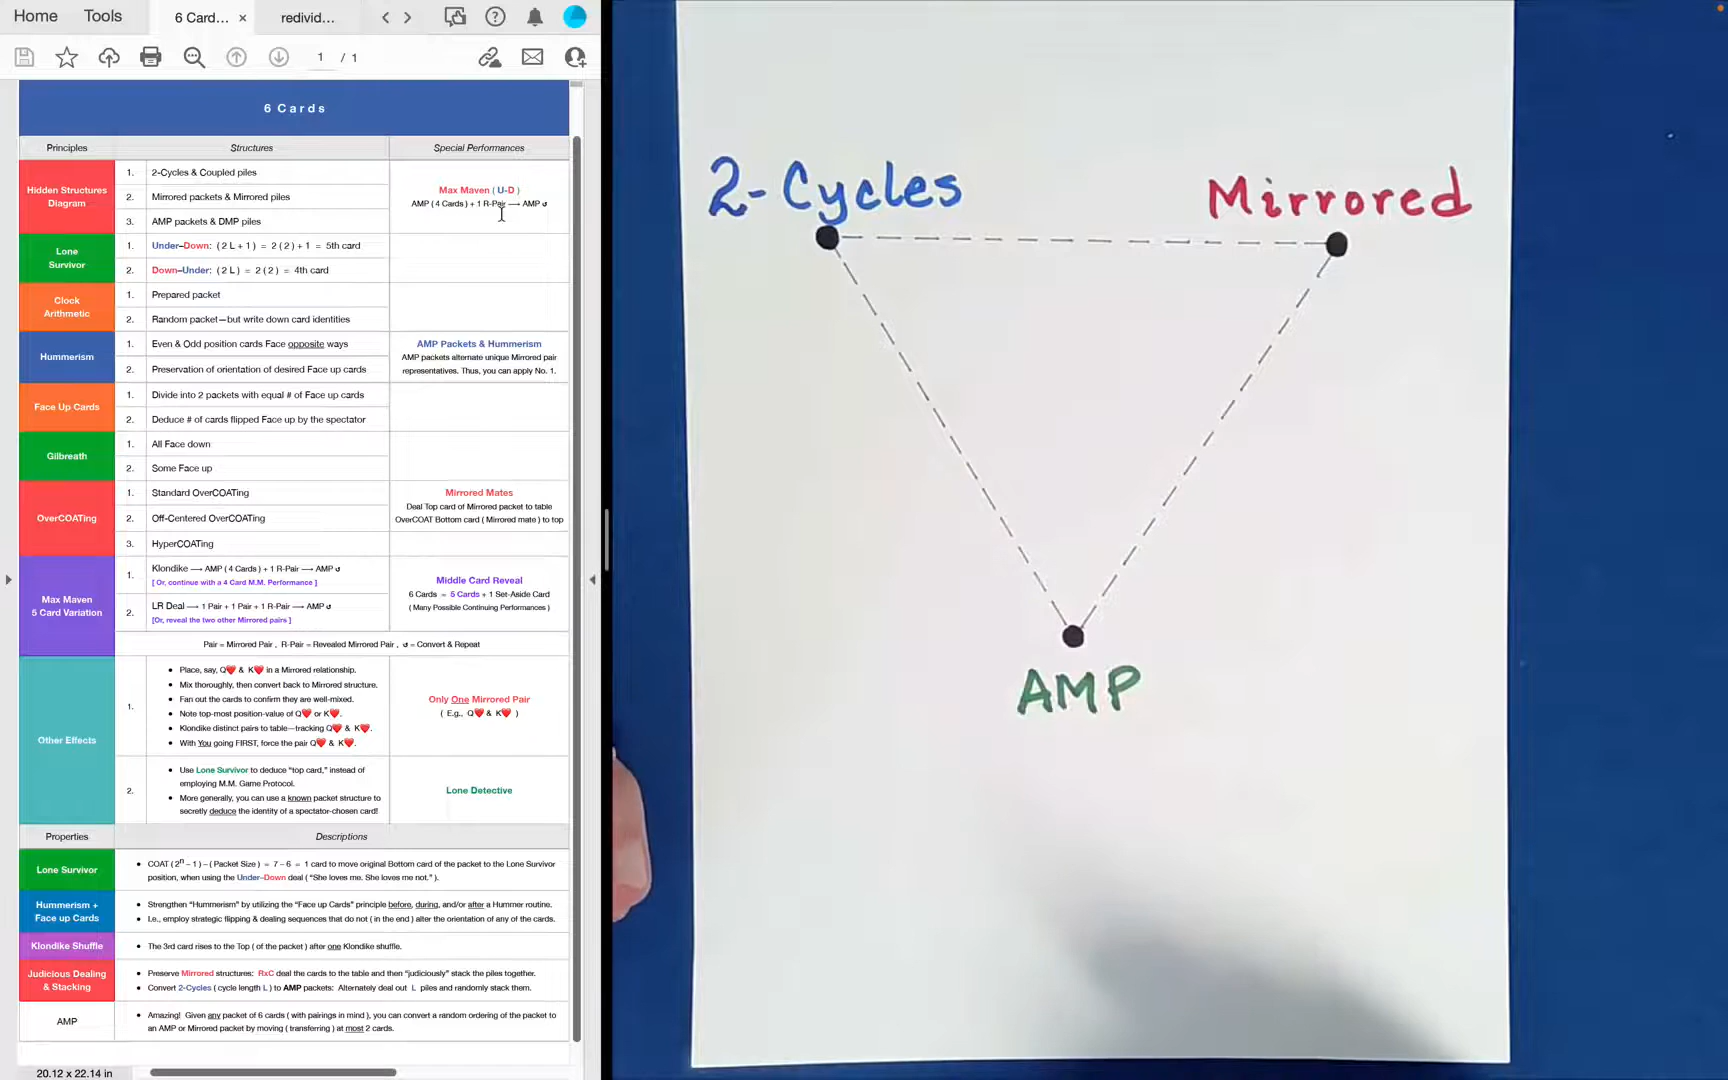 Home Tools 6 Card... × redivid...
1 / 1
6 Cards
Principles Structures Special Performances
Hidden Structures Diagram
1. 2-Cycles & Coupled piles
2. Mirrored packets & Mirrored piles
3. AMP packets & DMP piles
Max Maven ( U-D )
AMP ( 4 Cards ) + 1 R-Pair → AMP ↺
Lone Survivor
1. Under–Down: ( 2 L + 1 ) = 2 ( 2 ) + 1 = 5th card
2. Down–Under: ( 2 L ) = 2 ( 2 ) = 4th card
Clock Arithmetic
1. Prepared packet
2. Random packet—but write down card identities
Hummerism
1. Even & Odd position cards Face opposite ways
2. Preservation of orientation of desired Face up cards
AMP Packets & Hummerism
AMP packets alternate unique Mirrored pair
representatives. Thus, you can apply No. 1.
Face Up Cards
1. Divide into 2 packets with equal # of Face up cards
2. Deduce # of cards flipped Face up by the spectator
Gilbreath
1. All Face down
2. Some Face up
OverCOATing
1. Standard OverCOATing
2. Off-Centered OverCOATing
3. HyperCOATing
Mirrored Mates
Deal Top card of Mirrored packet to table
OverCOAT Bottom card ( Mirrored mate ) to top
Max Maven
5 Card Variation
1. Klondike → AMP ( 4 Cards ) + 1 R-Pair → AMP ↺
[ Or, continue with a 4 Card M.M. Performance ]
2. LR Deal → 1 Pair + 1 Pair + 1 R-Pair → AMP ↺
[Or, reveal the two other Mirrored pairs ]
Middle Card Reveal
6 Cards = 5 Cards + 1 Set-Aside Card
( Many Possible Continuing Performances )
Pair = Mirrored Pair , R-Pair = Revealed Mirrored Pair , ↺ = Convert & Repeat
Other Effects
1.
• Place, say, Q♥ & K♥ in a Mirrored relationship.
• Mix thoroughly, then convert back to Mirrored structure.
• Fan out the cards to confirm they are well-mixed.
• Note top-most position-value of Q♥ or K♥.
• Klondike distinct pairs to table—tracking Q♥ & K♥.
• With You going FIRST, force the pair Q♥ & K♥.
Only One Mirrored Pair
( E.g., Q♥ & K♥ )
2.
• Use Lone Survivor to deduce “top card,” instead of
employing M.M. Game Protocol.
• More generally, you can use a known packet structure to
secretly deduce the identity of a spectator-chosen card!
Lone Detective
Properties Descriptions
Lone Survivor
• COAT ( 2ⁿ – 1 ) – ( Packet Size ) = 7 – 6 = 1 card to move original Bottom card of the packet to the Lone Survivor
position, when using the Under–Down deal ( “She loves me. She loves me not.” ).
Hummerism +
Face up Cards
• Strengthen “Hummerism” by utilizing the “Face up Cards” principle before, during, and/or after a Hummer routine.
• I.e., employ strategic flipping & dealing sequences that do not ( in the end ) alter the orientation of any of the cards.
Klondike Shuffle
• The 3rd card rises to the Top ( of the packet ) after one Klondike shuffle.
Judicious Dealing
& Stacking
• Preserve Mirrored structures: RxC deal the cards to the table and then “judiciously” stack the piles together.
• Convert 2-Cycles ( cycle length L ) to AMP packets: Alternately deal out L piles and randomly stack them.
AMP
• Amazing! Given any packet of 6 cards ( with pairings in mind ), you can convert a random ordering of the packet to
an AMP or Mirrored packet by moving ( transferring ) at most 2 cards.
20.12 x 22.14 in
2-Cycles
Mirrored
AMP